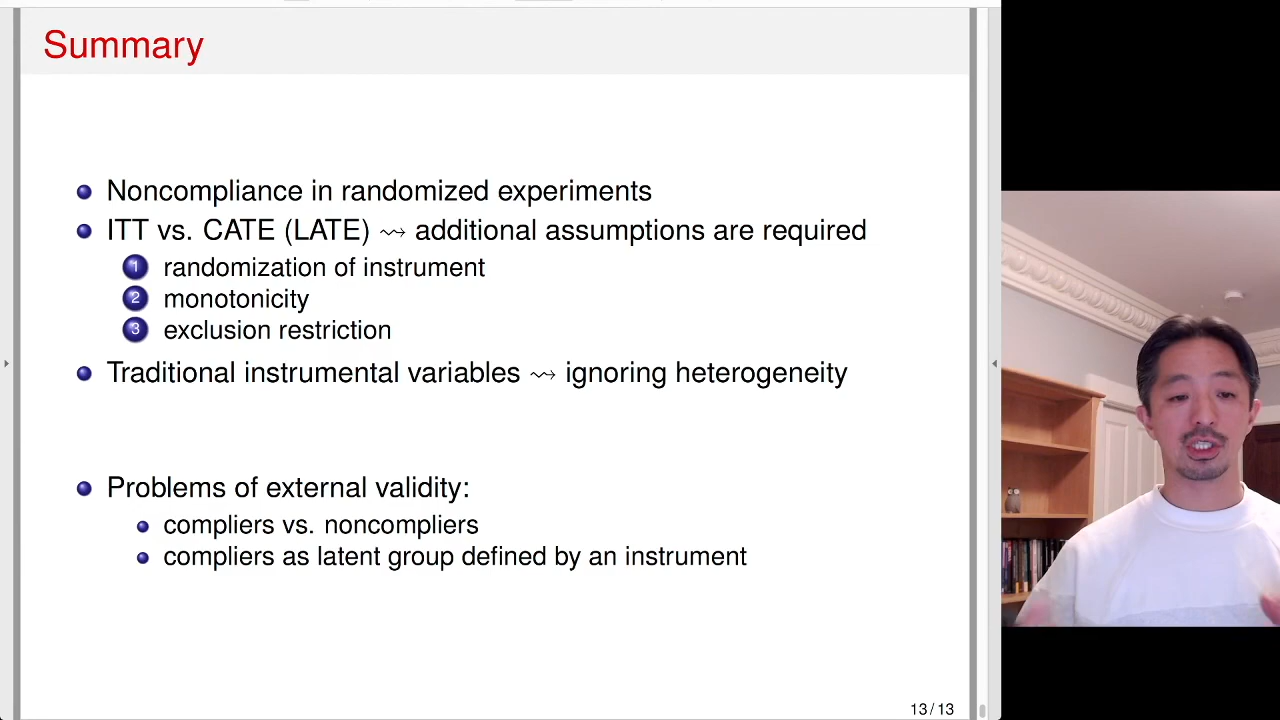 Summary
Noncompliance in randomized experiments
ITT vs. CATE (LATE) ⇝ additional assumptions are required
1 randomization of instrument
2 monotonicity
3 exclusion restriction
Traditional instrumental variables ⇝ ignoring heterogeneity
Problems of external validity:
compliers vs. noncompliers
compliers as latent group defined by an instrument
13 / 13